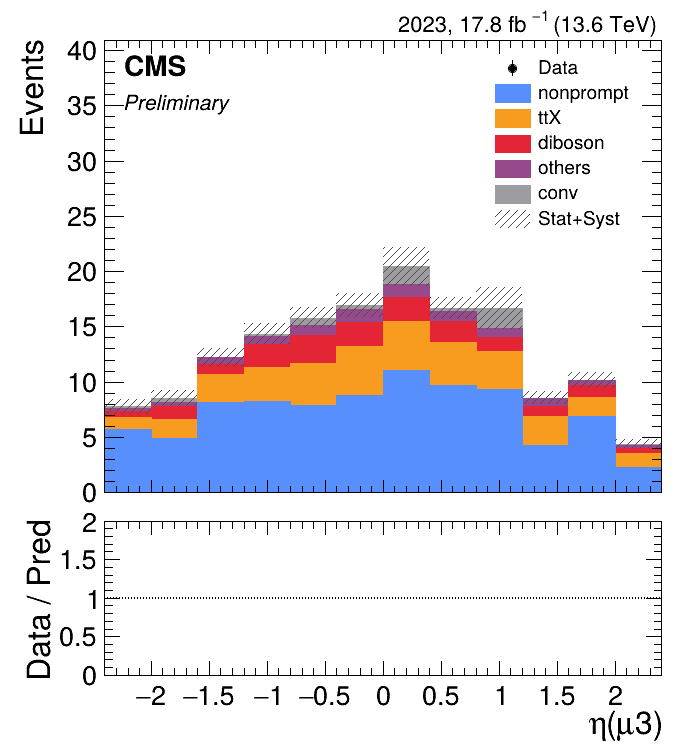 2023, 17.8 fb⁻¹ (13.6 TeV)
CMS
Preliminary
Events
40
35
30
25
20
15
10
5
0
Data
nonprompt
ttX
diboson
others
conv
Stat+Syst
Data / Pred
2
1.5
1
0.5
0
−2 −1.5 −1 −0.5 0 0.5 1 1.5 2
η(μ3)